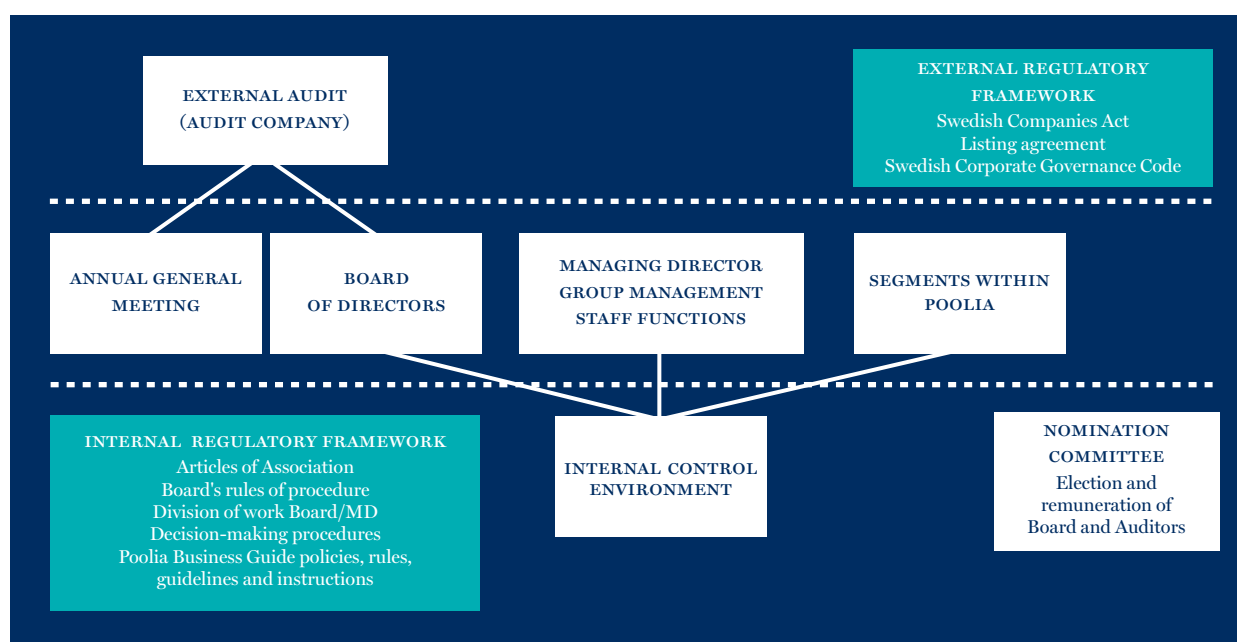 EXTERNAL AUDIT
(AUDIT COMPANY)
EXTERNAL REGULATORY
FRAMEWORK
Swedish Companies Act
Listing agreement
Swedish Corporate Governance Code
ANNUAL GENERAL
MEETING
BOARD
OF DIRECTORS
MANAGING DIRECTOR
GROUP MANAGEMENT
STAFF FUNCTIONS
SEGMENTS WITHIN
POOLIA
INTERNAL REGULATORY FRAMEWORK
Articles of Association
Board's rules of procedure
Division of work Board/MD
Decision-making procedures
Poolia Business Guide policies, rules,
guidelines and instructions
INTERNAL CONTROL
ENVIRONMENT
NOMINATION
COMMITTEE
Election and
remuneration of
Board and Auditors